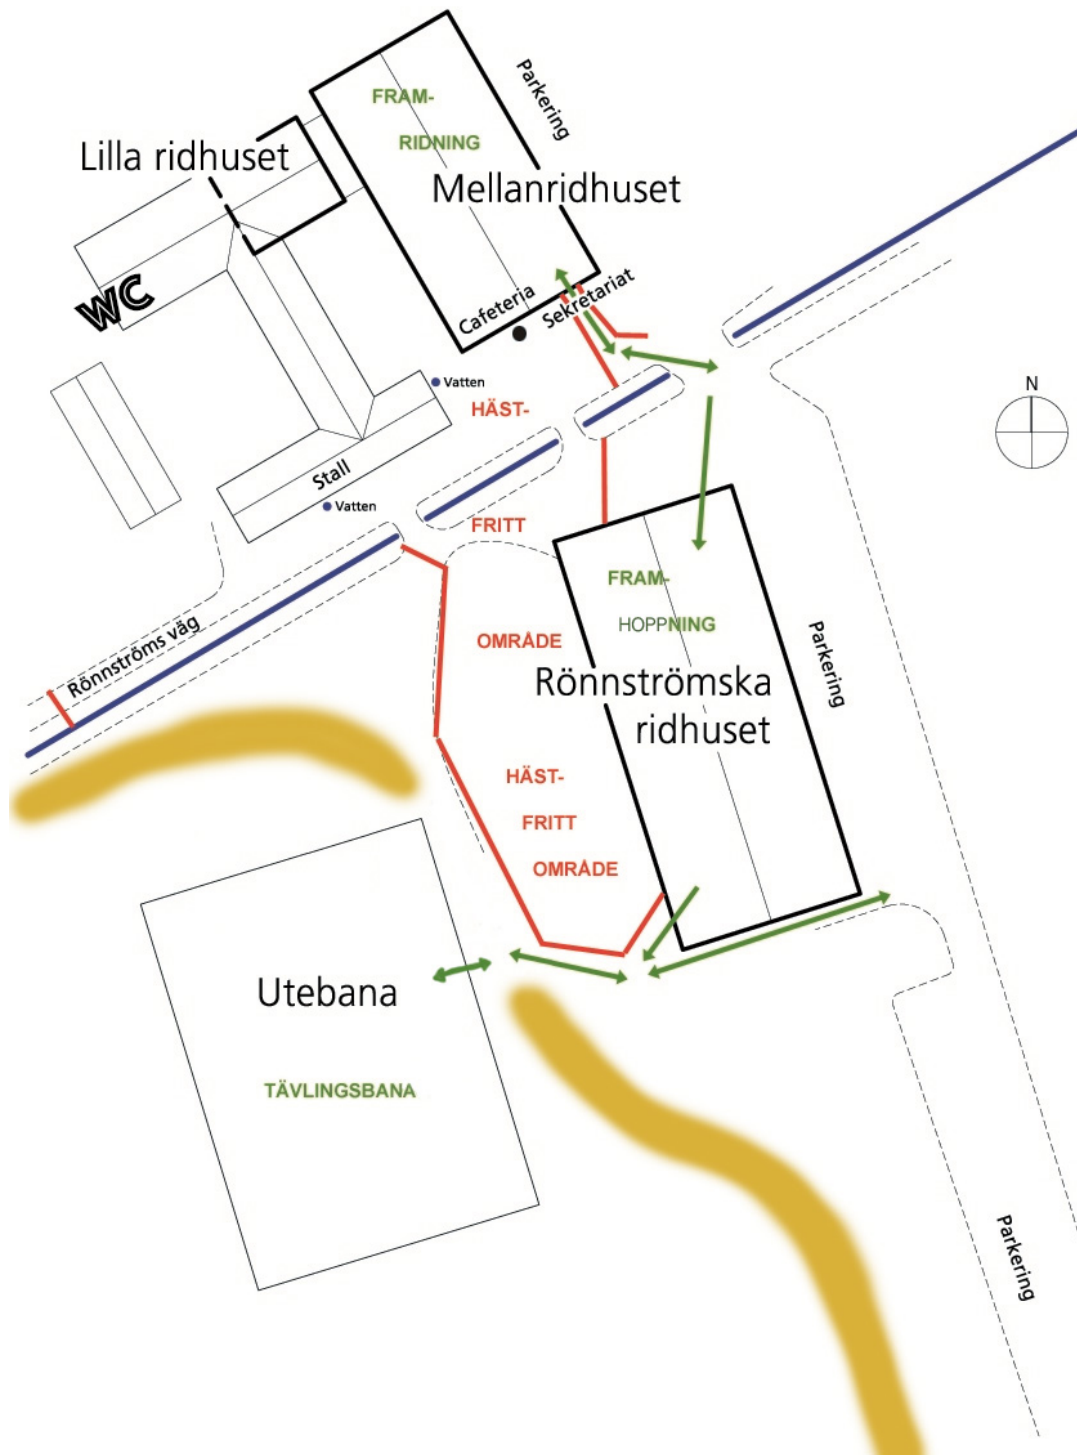 FRAM-
RIDNING
Parkering
Lilla ridhuset
Mellanridhuset
WC
Cafeteria
Sekretariat
Vatten
HÄST-
N
Stall
Vatten
FRITT
FRAM-
HOPPNING
OMRÅDE
Rönnströms väg
Parkering
Rönnströmska
ridhuset
HÄST-
FRITT
OMRÅDE
Utebana
TÄVLINGSBANA
Parkering